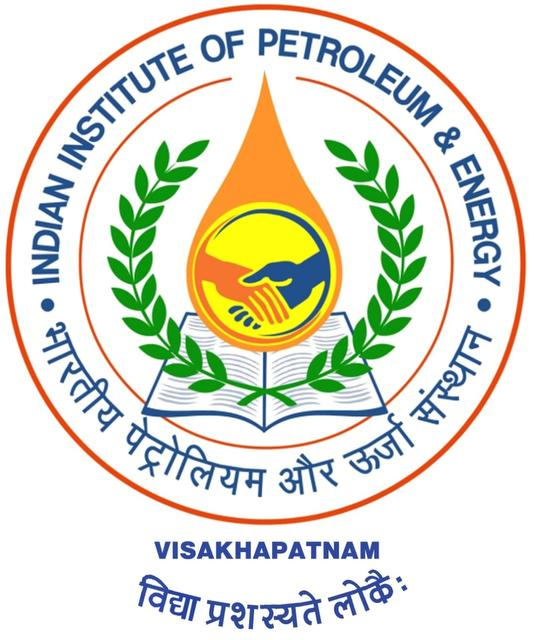 INDIAN INSTITUTE OF PETROLEUM & ENERGY
भारतीय पेट्रोलियम और ऊर्जा संस्थान
VISAKHAPATNAM
विद्या प्रशस्यते लोकैः